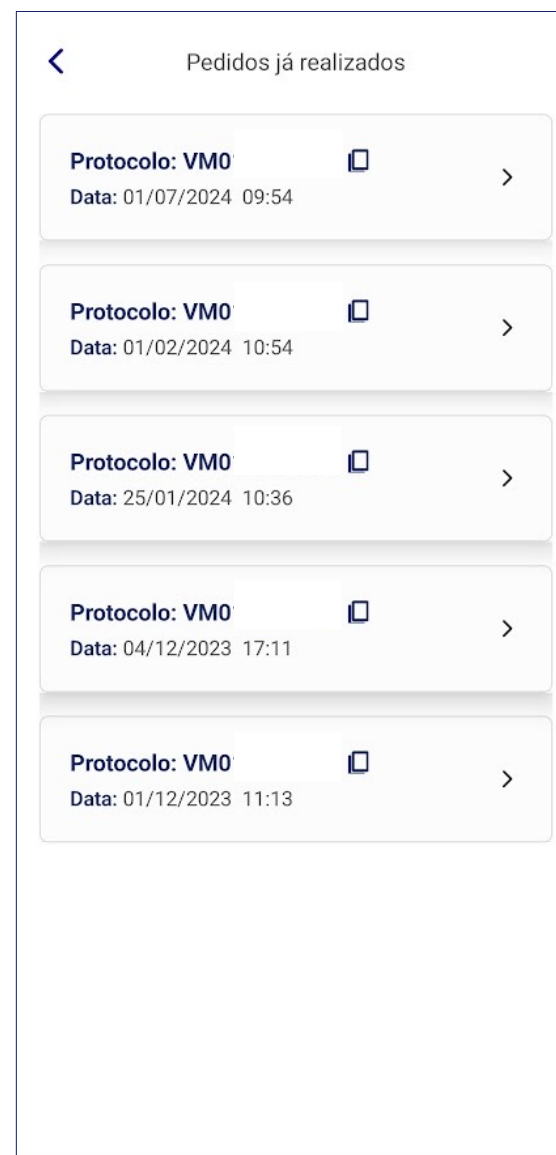 Pedidos já realizados
Protocolo: VM0
Data: 01/07/2024 09:54
Protocolo: VM0
Data: 01/02/2024 10:54
Protocolo: VM0
Data: 25/01/2024 10:36
Protocolo: VM0
Data: 04/12/2023 17:11
Protocolo: VM0
Data: 01/12/2023 11:13